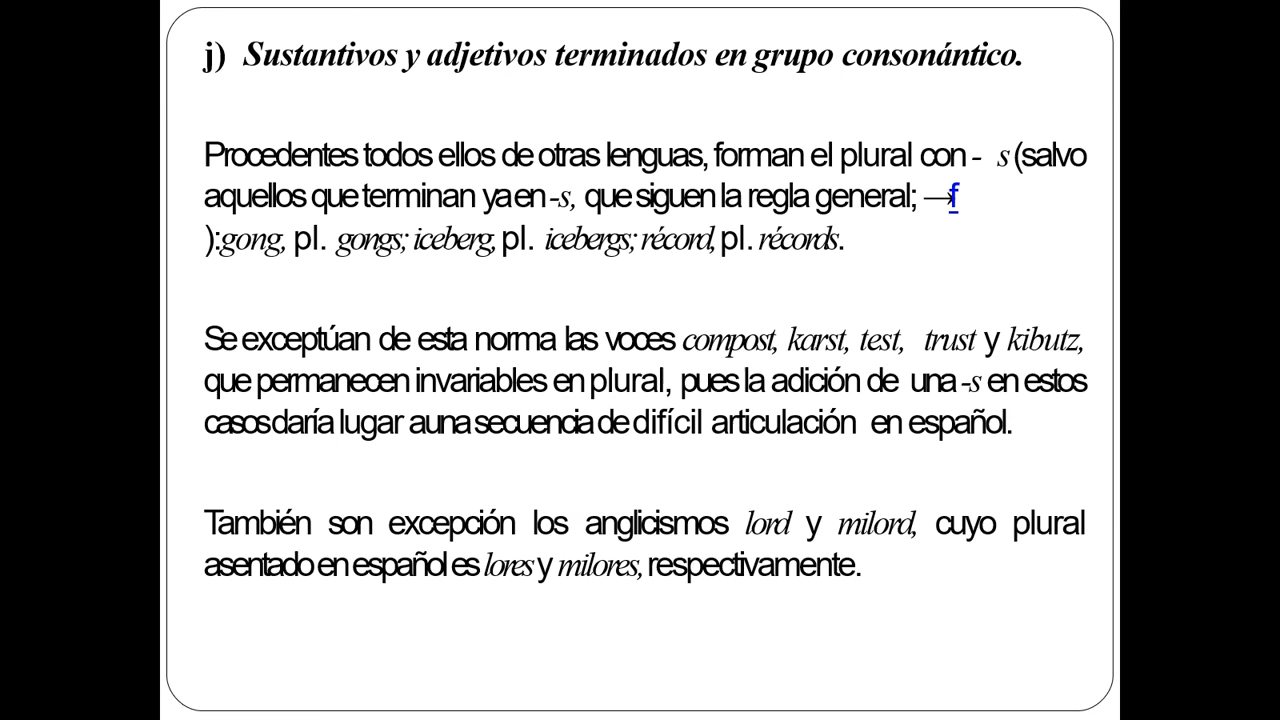 j) Sustantivos y adjetivos terminados en grupo consonántico.
Procedentes todos ellos de otras lenguas, forman el plural con - s (salvo
aquellos que terminan ya en -s, que siguen la regla general; →f
):gong, pl. gongs; iceberg, pl. icebergs; récord, pl. récords.
Se exceptúan de esta norma las voces compost, karst, test, trust y kibutz,
que permanecen invariables en plural, pues la adición de una -s en estos
casos daría lugar a una secuencia de difícil articulación en español.
También son excepción los anglicismos lord y milord, cuyo plural
asentado en español es lores y milores, respectivamente.